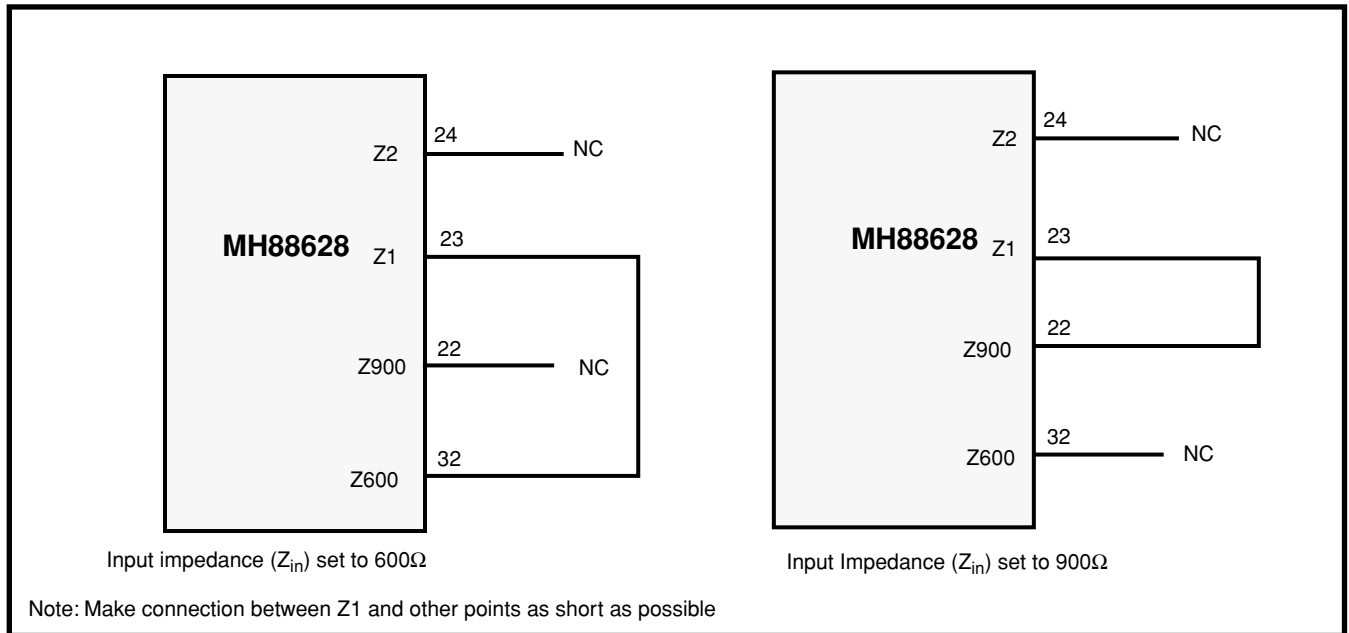 24
Z2
NC
MH88628
23
Z1
22
Z900
NC
32
Z600
Input impedance (Zin) set to 600Ω
24
Z2
NC
MH88628
23
Z1
22
Z900
32
Z600
NC
Input Impedance (Zin) set to 900Ω
Note: Make connection between Z1 and other points as short as possible